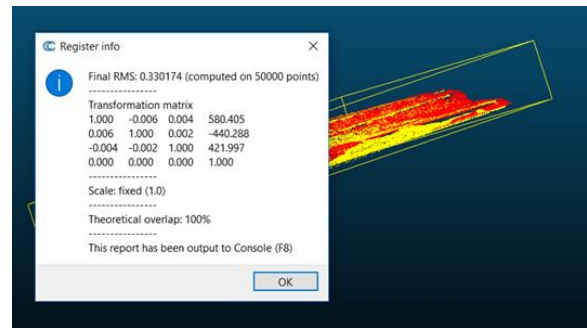 Register info
Final RMS: 0.330174 (computed on 50000 points)
----------------
Transformation matrix
1.000 -0.006 0.004 580.405
0.006 1.000 0.002 -440.288
-0.004 -0.002 1.000 421.997
0.000 0.000 0.000 1.000
----------------
Scale: fixed (1.0)
----------------
Theoretical overlap: 100%
----------------
This report has been output to Console (F8)
OK